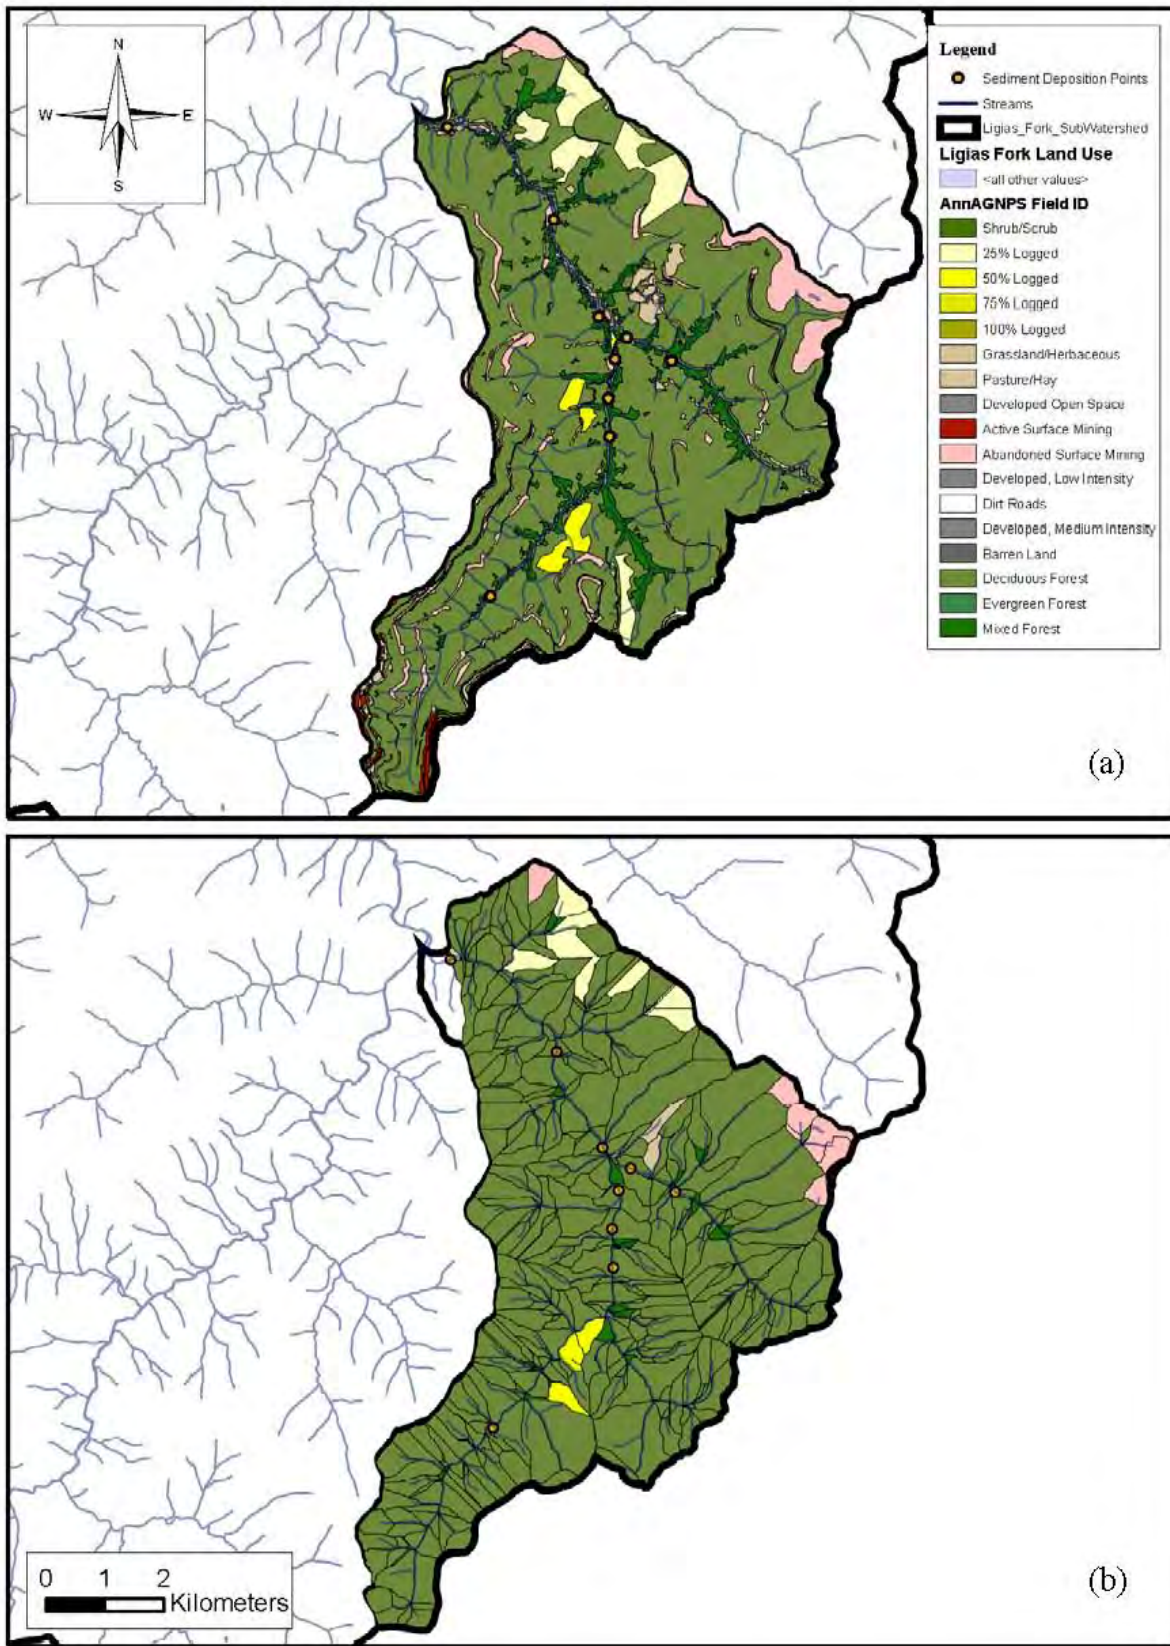 N
W
E
S
Legend
Sediment Deposition Points
Streams
Ligias_Fork_SubWatershed
Ligias Fork Land Use
<all other values>
AnnAGNPS Field ID
Shrub/Scrub
25% Logged
50% Logged
75% Logged
100% Logged
Grassland/Herbaceous
Pasture/Hay
Developed Open Space
Active Surface Mining
Abandoned Surface Mining
Developed, Low Intensity
Dirt Roads
Developed, Medium Intensity
Barren Land
Deciduous Forest
Evergreen Forest
Mixed Forest
(a)
0 1 2
Kilometers
(b)